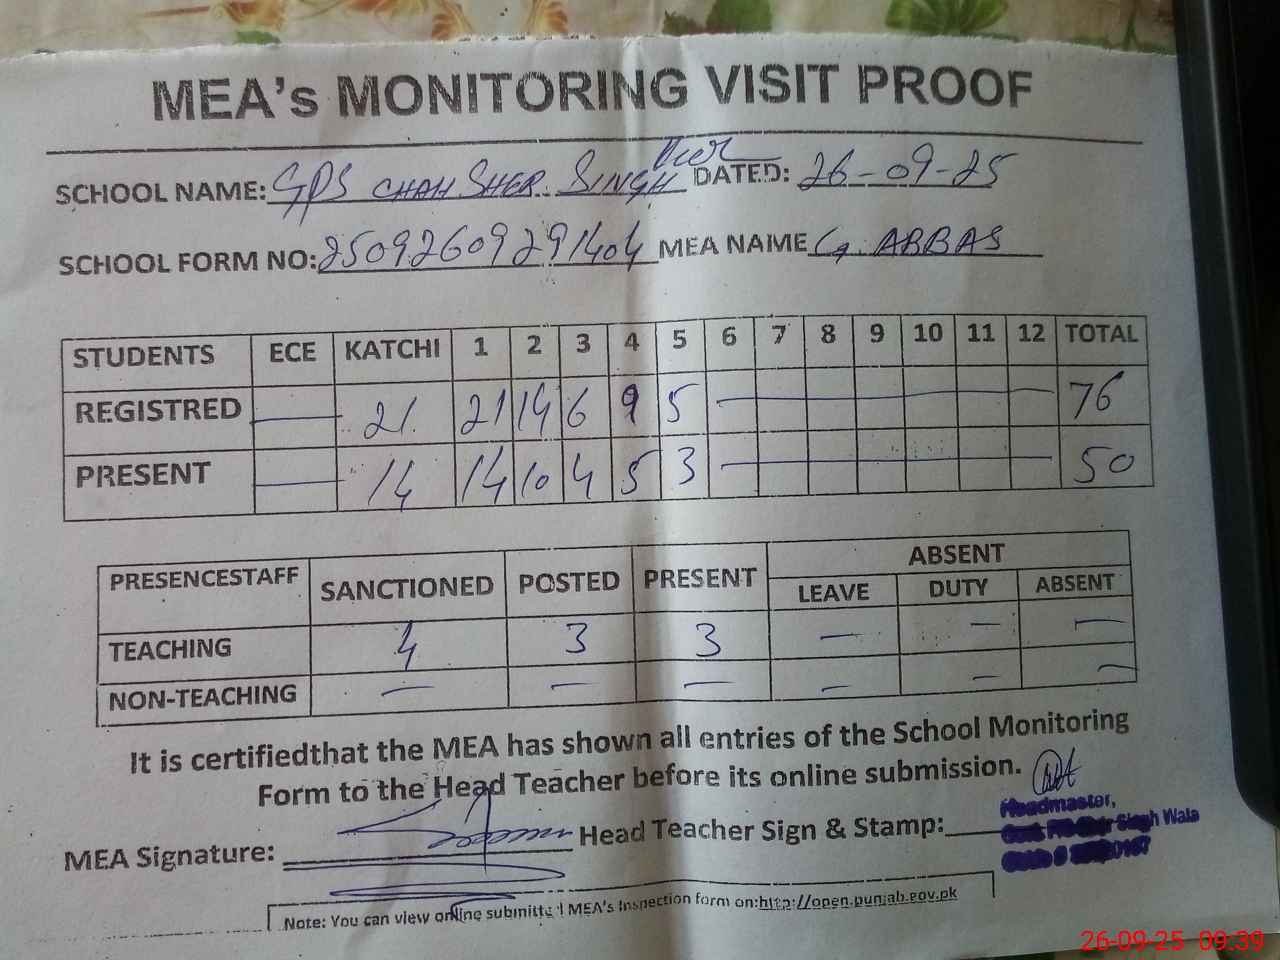 MEA's MONITORING VISIT PROOF
SCHOOL NAME: GPS CHAH SHER SINGH DATED: 26-09-25
SCHOOL FORM NO: 25092609291404 MEA NAME G. ABBAS
STUDENTS ECE KATCHI 1 2 3 4 5 6 7 8 9 10 11 12 TOTAL
REGISTRED — 21 21 14 6 9 5 — 76
PRESENT — 14 14 10 4 5 3 — 50
PRESENCESTAFF SANCTIONED POSTED PRESENT ABSENT
LEAVE DUTY ABSENT
TEACHING 4 3 3 — — —
NON-TEACHING — — — — — —
It is certifiedthat the MEA has shown all entries of the School Monitoring
Form to the Head Teacher before its online submission.
MEA Signature: Head Teacher Sign & Stamp:
Headmaster,
Singh Wala
Note: You can view online submitted MEA's Inspection form on:http://open.punjab.gov.pk
26-09-25 09:39